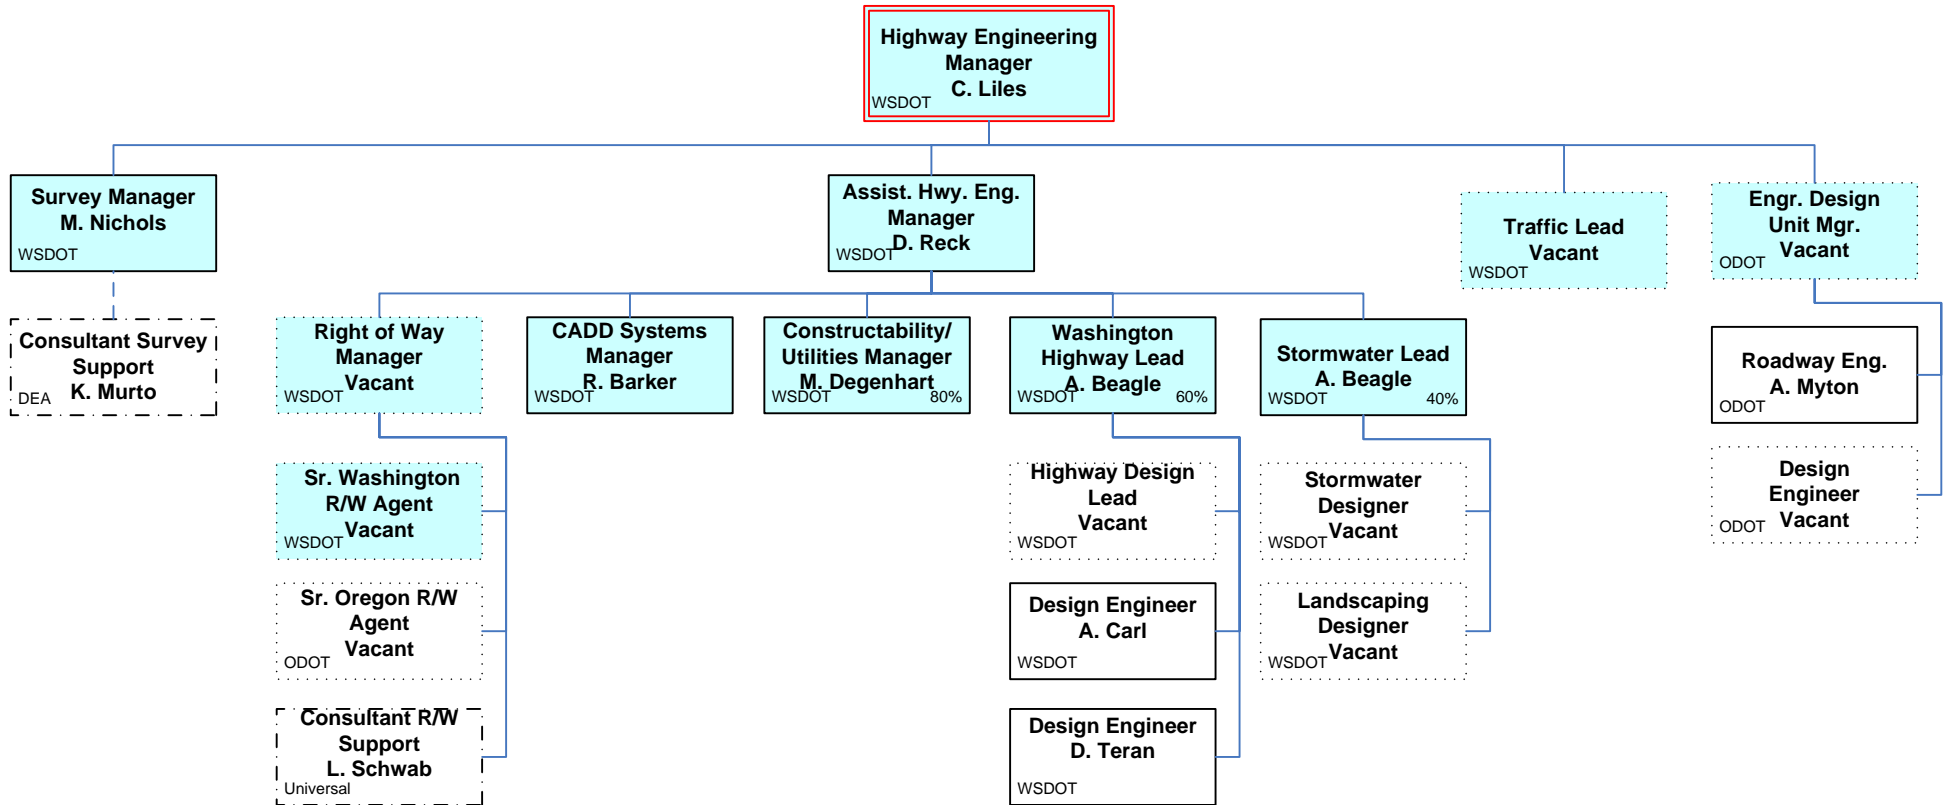 Highway Engineering
Manager
C. Liles
WSDOT
Survey Manager
M. Nichols
WSDOT
Assist. Hwy. Eng.
Manager
D. Reck
WSDOT
Traffic Lead
Vacant
WSDOT
Engr. Design
Unit Mgr.
Vacant
ODOT
Consultant Survey
Support
K. Murto
DEA
Right of Way
Manager
Vacant
WSDOT
CADD Systems
Manager
R. Barker
WSDOT
Constructability/
Utilities Manager
M. Degenhart
WSDOT
80%
Washington
Highway Lead
A. Beagle
WSDOT
60%
Stormwater Lead
A. Beagle
WSDOT
40%
Roadway Eng.
A. Myton
ODOT
Sr. Washington
R/W Agent
Vacant
WSDOT
Highway Design
Lead
Vacant
WSDOT
Stormwater
Designer
Vacant
WSDOT
Design
Engineer
Vacant
ODOT
Sr. Oregon R/W
Agent
Vacant
ODOT
Design Engineer
A. Carl
WSDOT
Landscaping
Designer
Vacant
WSDOT
Consultant R/W
Support
L. Schwab
Universal
Design Engineer
D. Teran
WSDOT